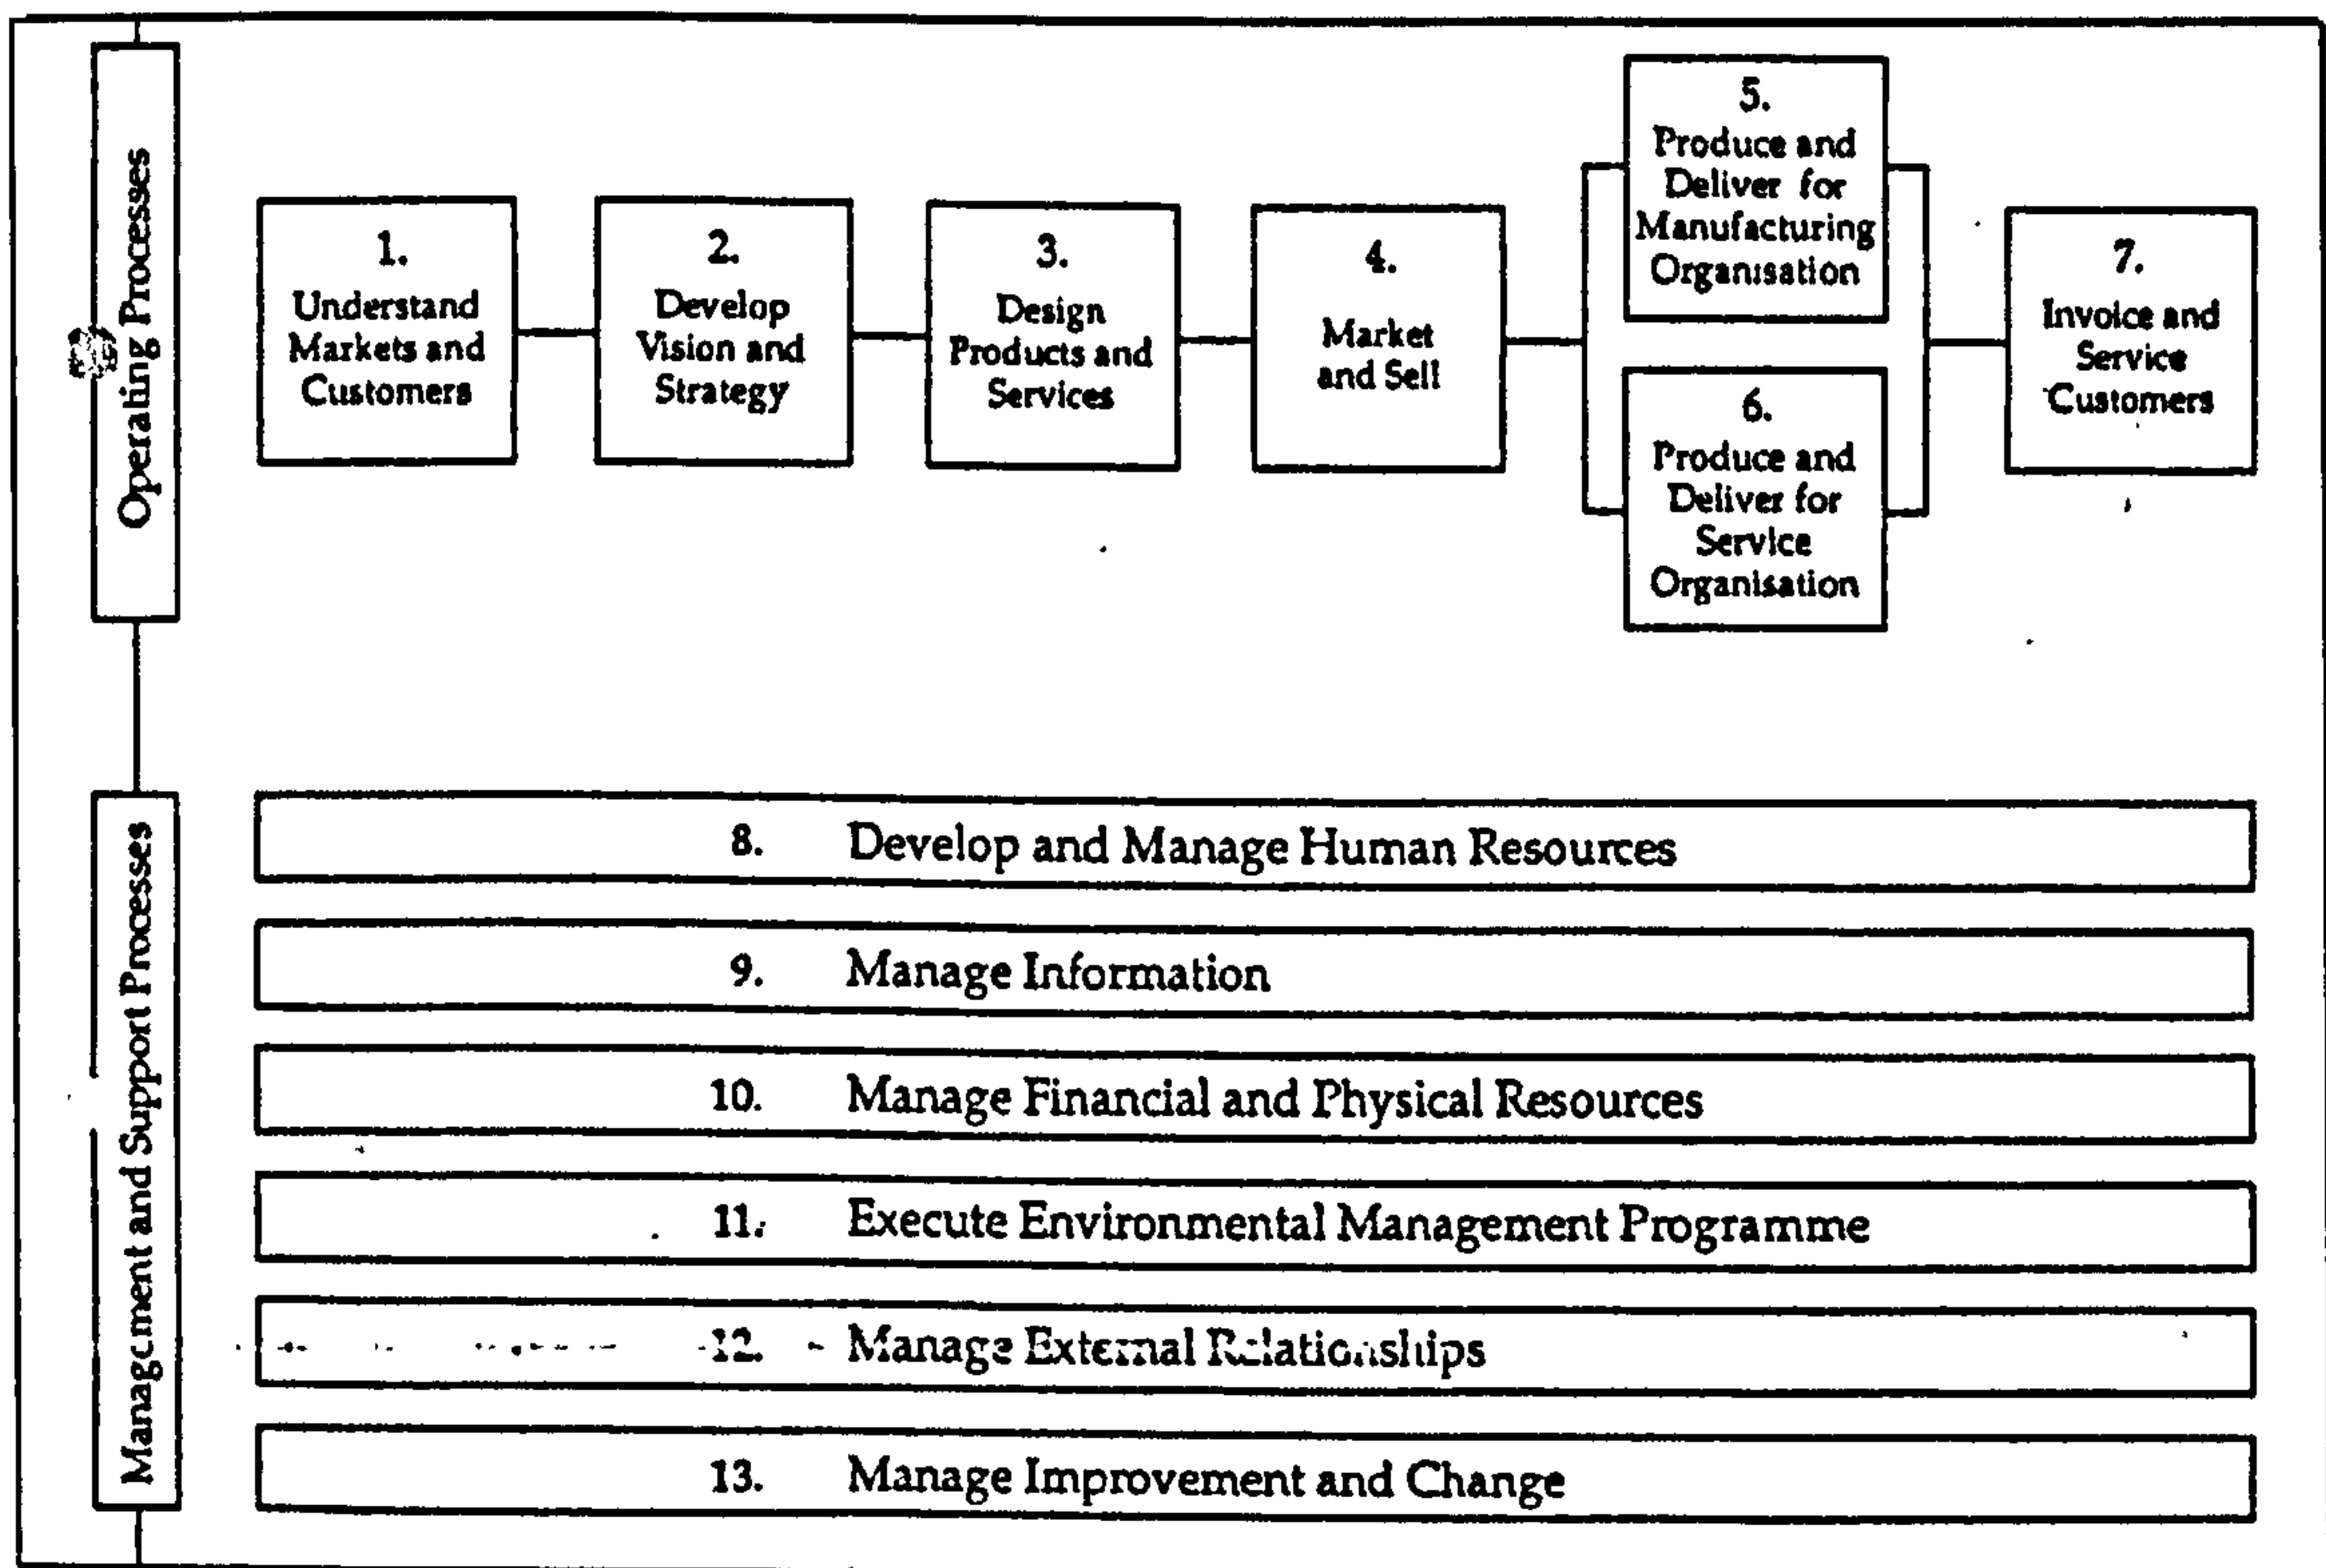 Operating Processes
1.
Understand
Markets and
Customers
2.
Develop
Vision and
Strategy
3.
Design
Products and
Services
4.
Market
and Sell
5.
Produce and
Deliver for
Manufacturing
Organisation
6.
Produce and
Deliver for
Service
Organisation
7.
Invoice and
Service
Customers
Management and Support Processes
8. Develop and Manage Human Resources
9. Manage Information
10. Manage Financial and Physical Resources
11. Execute Environmental Management Programme
12. Manage External Relationships
13. Manage Improvement and Change